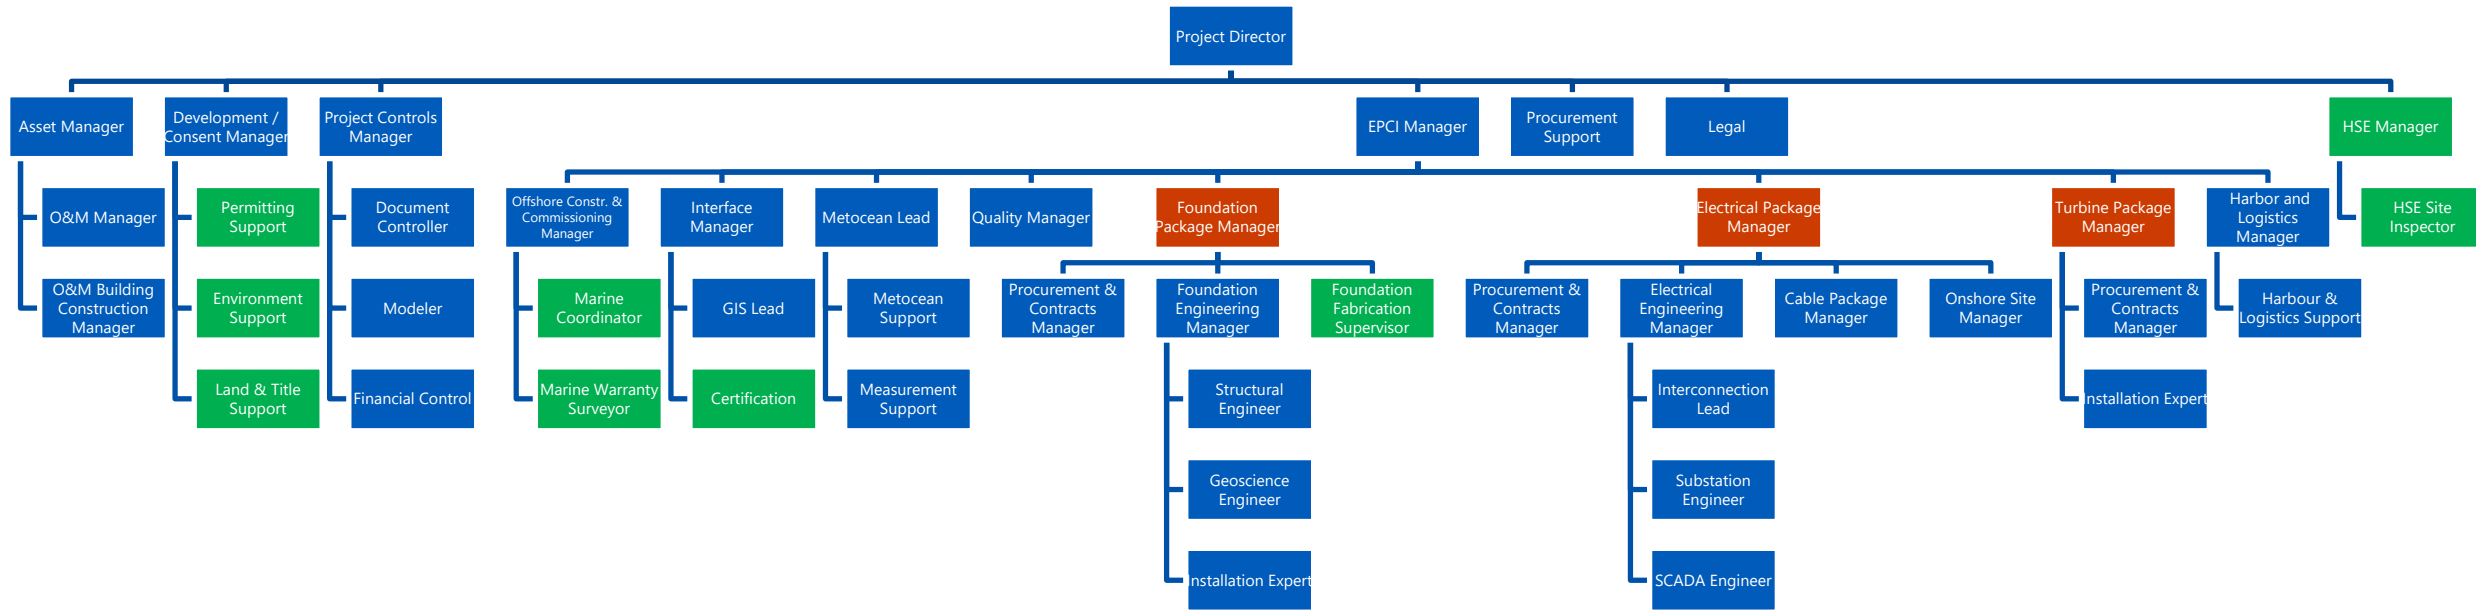 Project Director
Asset Manager
Development /
Consent Manager
Project Controls
Manager
EPCI Manager
Procurement
Support
Legal
HSE Manager
O&M Manager
Permitting
Support
Document
Controller
Offshore Constr. &
Commissioning
Manager
Interface
Manager
Metocean Lead
Quality Manager
Foundation
Package Manager
Electrical Package
Manager
Turbine Package
Manager
Harbor and
Logistics
Manager
HSE Site
Inspector
O&M Building
Construction
Manager
Environment
Support
Modeler
Marine
Coordinator
GIS Lead
Metocean
Support
Procurement &
Contracts
Manager
Foundation
Engineering
Manager
Foundation
Fabrication
Supervisor
Procurement &
Contracts
Manager
Electrical
Engineering
Manager
Cable Package
Manager
Onshore Site
Manager
Procurement &
Contracts
Manager
Harbour &
Logistics Support
Land & Title
Support
Financial Control
Marine Warranty
Surveyor
Certification
Measurement
Support
Structural
Engineer
Interconnection
Lead
Installation Expert
Geoscience
Engineer
Substation
Engineer
Installation Expert
SCADA Engineer